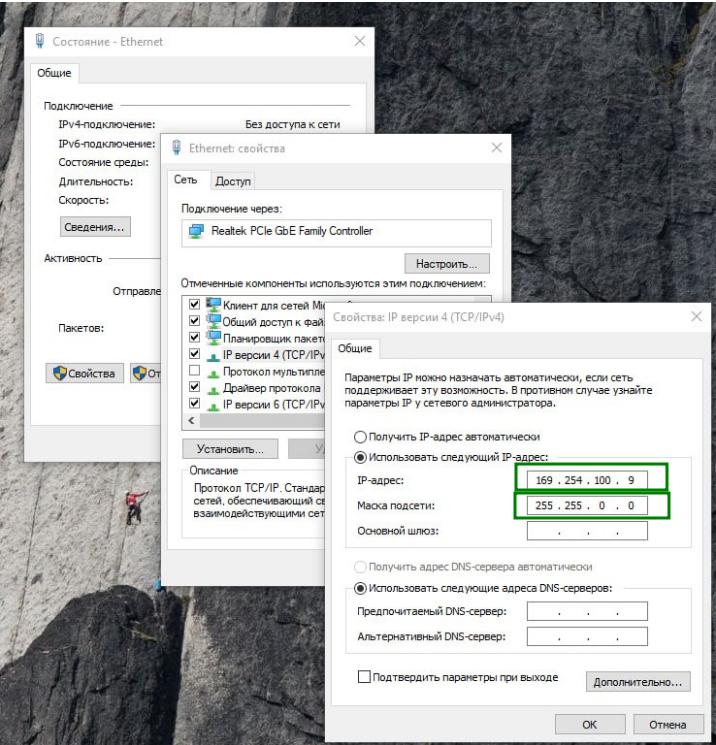 Состояние - Ethernet
Общие
Подключение
IPv4-подключение: Без доступа к сети
IPv6-подключение:
Состояние среды:
Длительность:
Скорость:
Сведения...
Активность
Отправле
Пакетов:
Свойства
От
Ethernet: свойства
Сеть Доступ
Подключение через:
Realtek PCIe GbE Family Controller
Настроить...
Отмеченные компоненты используются этим подключением:
Клиент для сетей Mi
Общий доступ к фай
Планировщик пакето
IP версии 4 (TCP/IPv
Протокол мультипле
Драйвер протокола
IP версии 6 (TCP/IPv
Установить...
У
Описание
Протокол TCP/IP. Стандар
сетей, обеспечивающий св
взаимодействующими сет
Свойства: IP версии 4 (TCP/IPv4)
Общие
Параметры IP можно назначать автоматически, если сеть
поддерживает эту возможность. В противном случае узнайте
параметры IP у сетевого администратора.
Получить IP-адрес автоматически
Использовать следующий IP-адрес:
IP-адрес: 169 . 254 . 100 . 9
Маска подсети: 255 . 255 . 0 . 0
Основной шлюз: . . .
Получить адрес DNS-сервера автоматически
Использовать следующие адреса DNS-серверов:
Предпочитаемый DNS-сервер: . . .
Альтернативный DNS-сервер: . . .
Подтвердить параметры при выходе
Дополнительно...
ОК Отмена